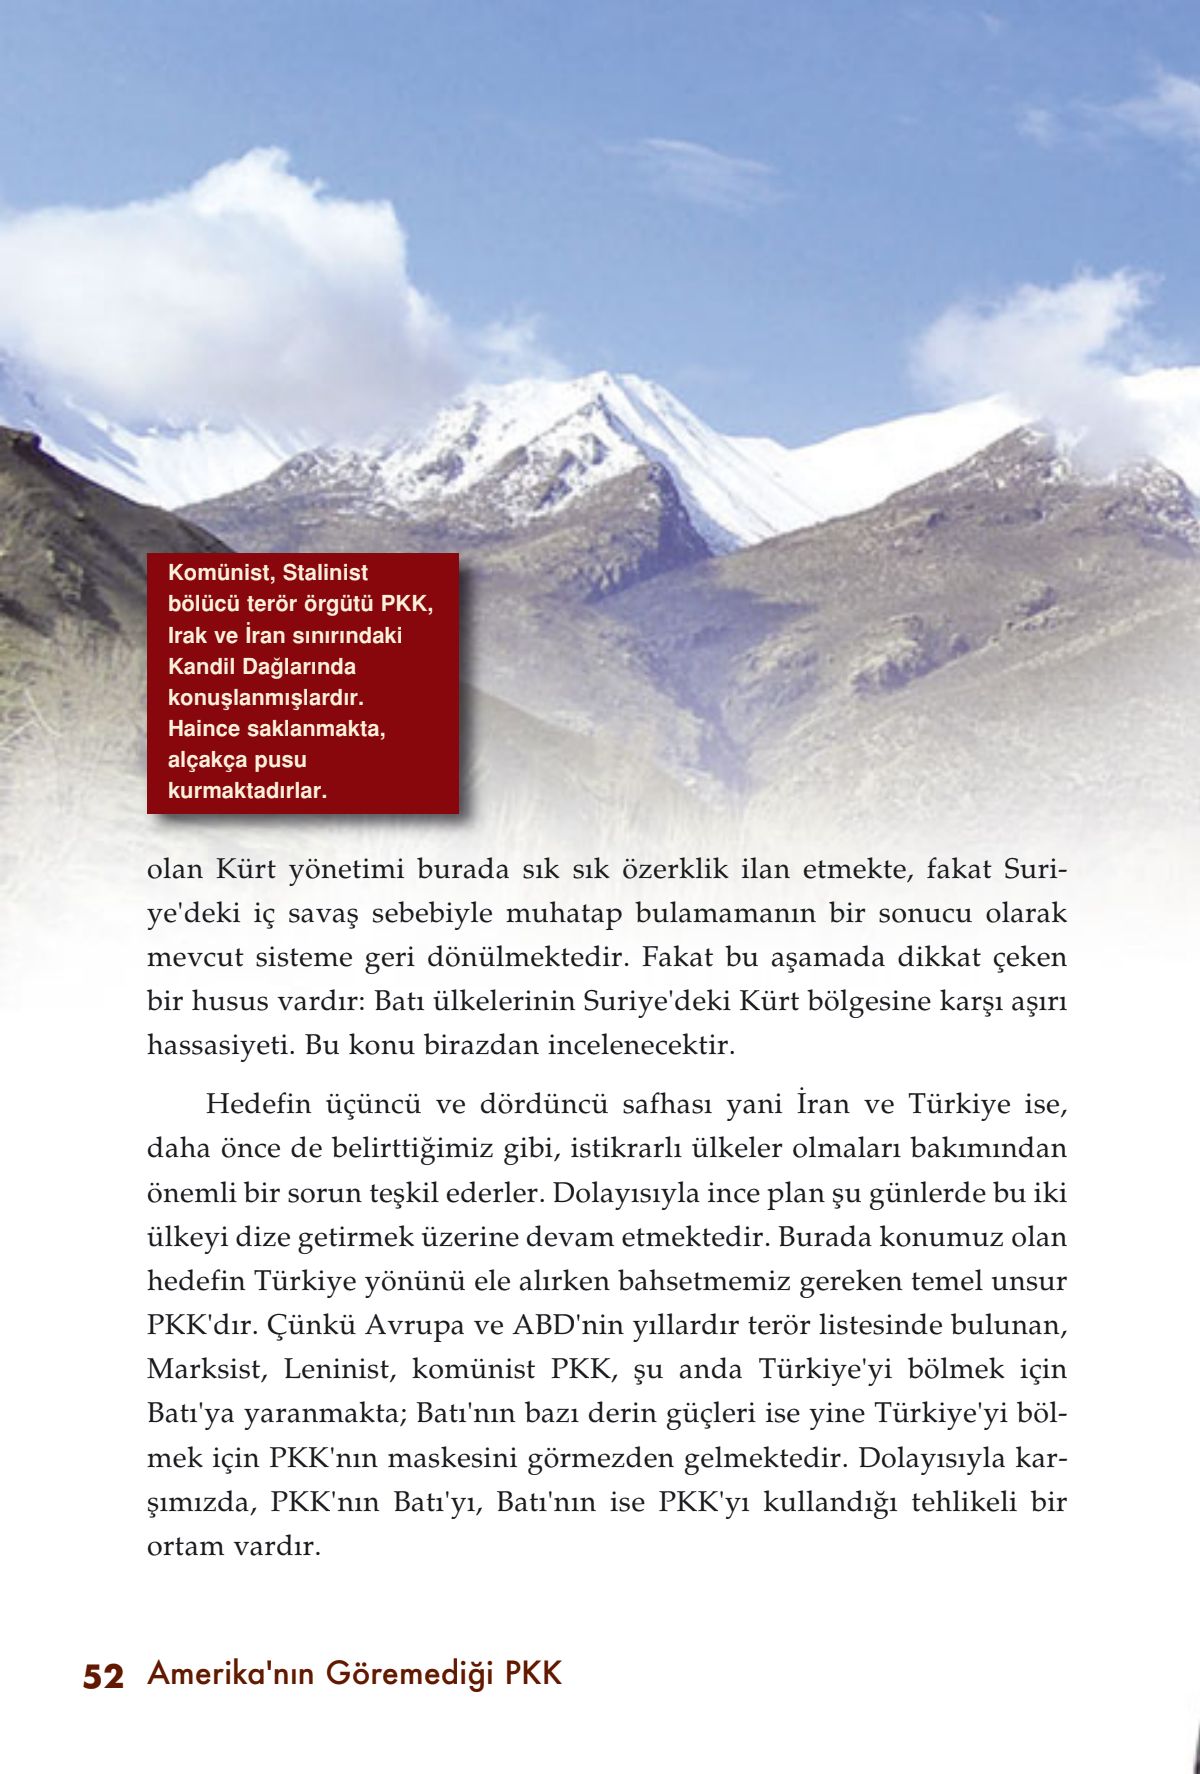 Komünist, Stalinist
bölücü terör örgütü PKK,
Irak ve İran sınırındaki
Kandil Dağlarında
konuşlanmışlardır.
Haince saklanmakta,
alçakça pusu
kurmaktadırlar.
olan Kürt yönetimi burada sık sık özerklik ilan etmekte, fakat Suri-
ye'deki iç savaş sebebiyle muhatap bulamamanın bir sonucu olarak
mevcut sisteme geri dönülmektedir. Fakat bu aşamada dikkat çeken
bir husus vardır: Batı ülkelerinin Suriye'deki Kürt bölgesine karşı aşırı
hassasiyeti. Bu konu birazdan incelenecektir.
Hedefin üçüncü ve dördüncü safhası yani İran ve Türkiye ise,
daha önce de belirttiğimiz gibi, istikrarlı ülkeler olmaları bakımından
önemli bir sorun teşkil ederler. Dolayısıyla ince plan şu günlerde bu iki
ülkeyi dize getirmek üzerine devam etmektedir. Burada konumuz olan
hedefin Türkiye yönünü ele alırken bahsetmemiz gereken temel unsur
PKK'dır. Çünkü Avrupa ve ABD'nin yıllardır terör listesinde bulunan,
Marksist, Leninist, komünist PKK, şu anda Türkiye'yi bölmek için
Batı'ya yaranmakta; Batı'nın bazı derin güçleri ise yine Türkiye'yi böl-
mek için PKK'nın maskesini görmezden gelmektedir. Dolayısıyla kar-
şımızda, PKK'nın Batı'yı, Batı'nın ise PKK'yı kullandığı tehlikeli bir
ortam vardır.
52 Amerika'nın Göremediği PKK